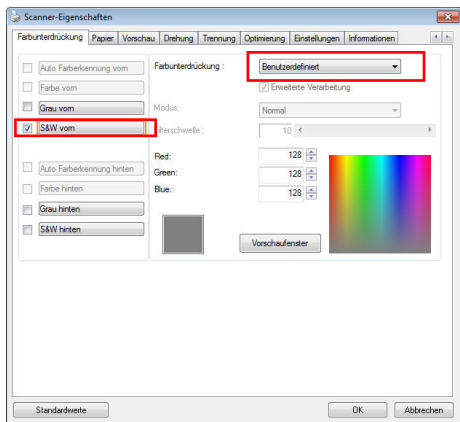 Scanner-Eigenschaften
Farbunterdrückung Papier Vorschau Drehung Trennung Optimierung Einstellungen Informationen
Auto Farberkennung vorn
Farbe vorn
Grau vorn
S&W vorn
Auto Farberkennung hinten
Farbe hinten
Grau hinten
S&W hinten
Farbunterdrückung : Benutzerdefiniert
Erweiterte Verarbeitung
Modus: Normal
filterschwelle : 10
Red: 128
Green: 128
Blue: 128
Vorschaufenster
Standardwerte OK Abbrechen